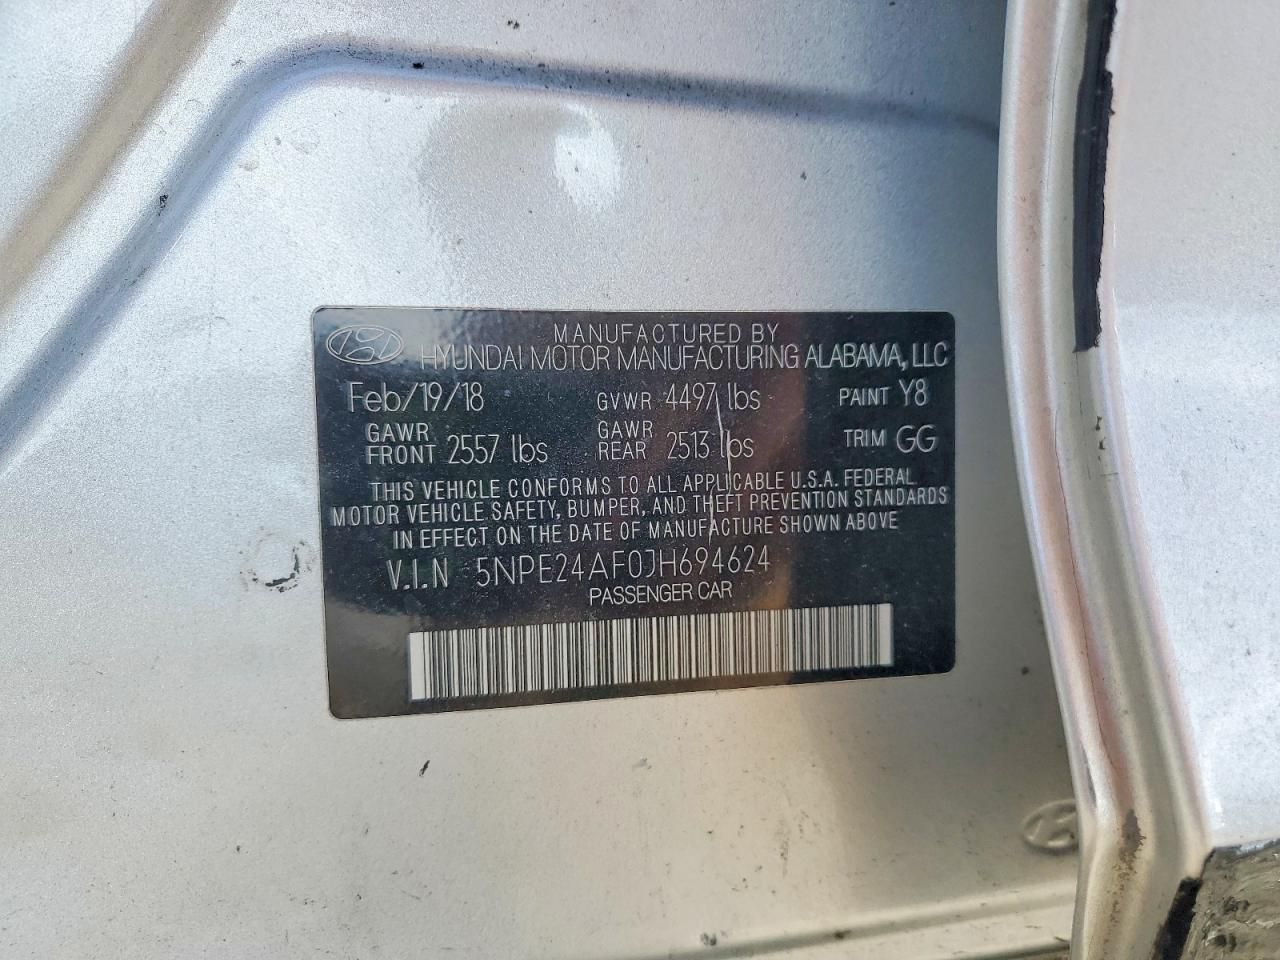 MANUFACTURED BY
HYUNDAI MOTOR MANUFACTURING ALABAMA, LLC
Feb/19/18 GVWR 4497 lbs PAINT Y8
GAWR FRONT 2557 lbs GAWR REAR 2513 lbs TRIM GG
THIS VEHICLE CONFORMS TO ALL APPLICABLE U.S.A. FEDERAL
MOTOR VEHICLE SAFETY, BUMPER, AND THEFT PREVENTION STANDARDS
IN EFFECT ON THE DATE OF MANUFACTURE SHOWN ABOVE
V.I.N 5NPE24AF0JH694624
PASSENGER CAR